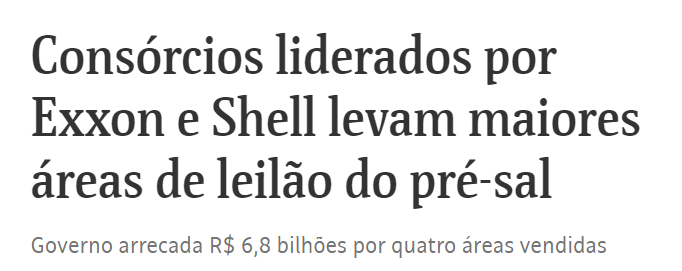 Consórcios liderados por
Exxon e Shell levam maiores
áreas de leilão do pré-sal
Governo arrecada R$ 6,8 bilhões por quatro áreas vendidas